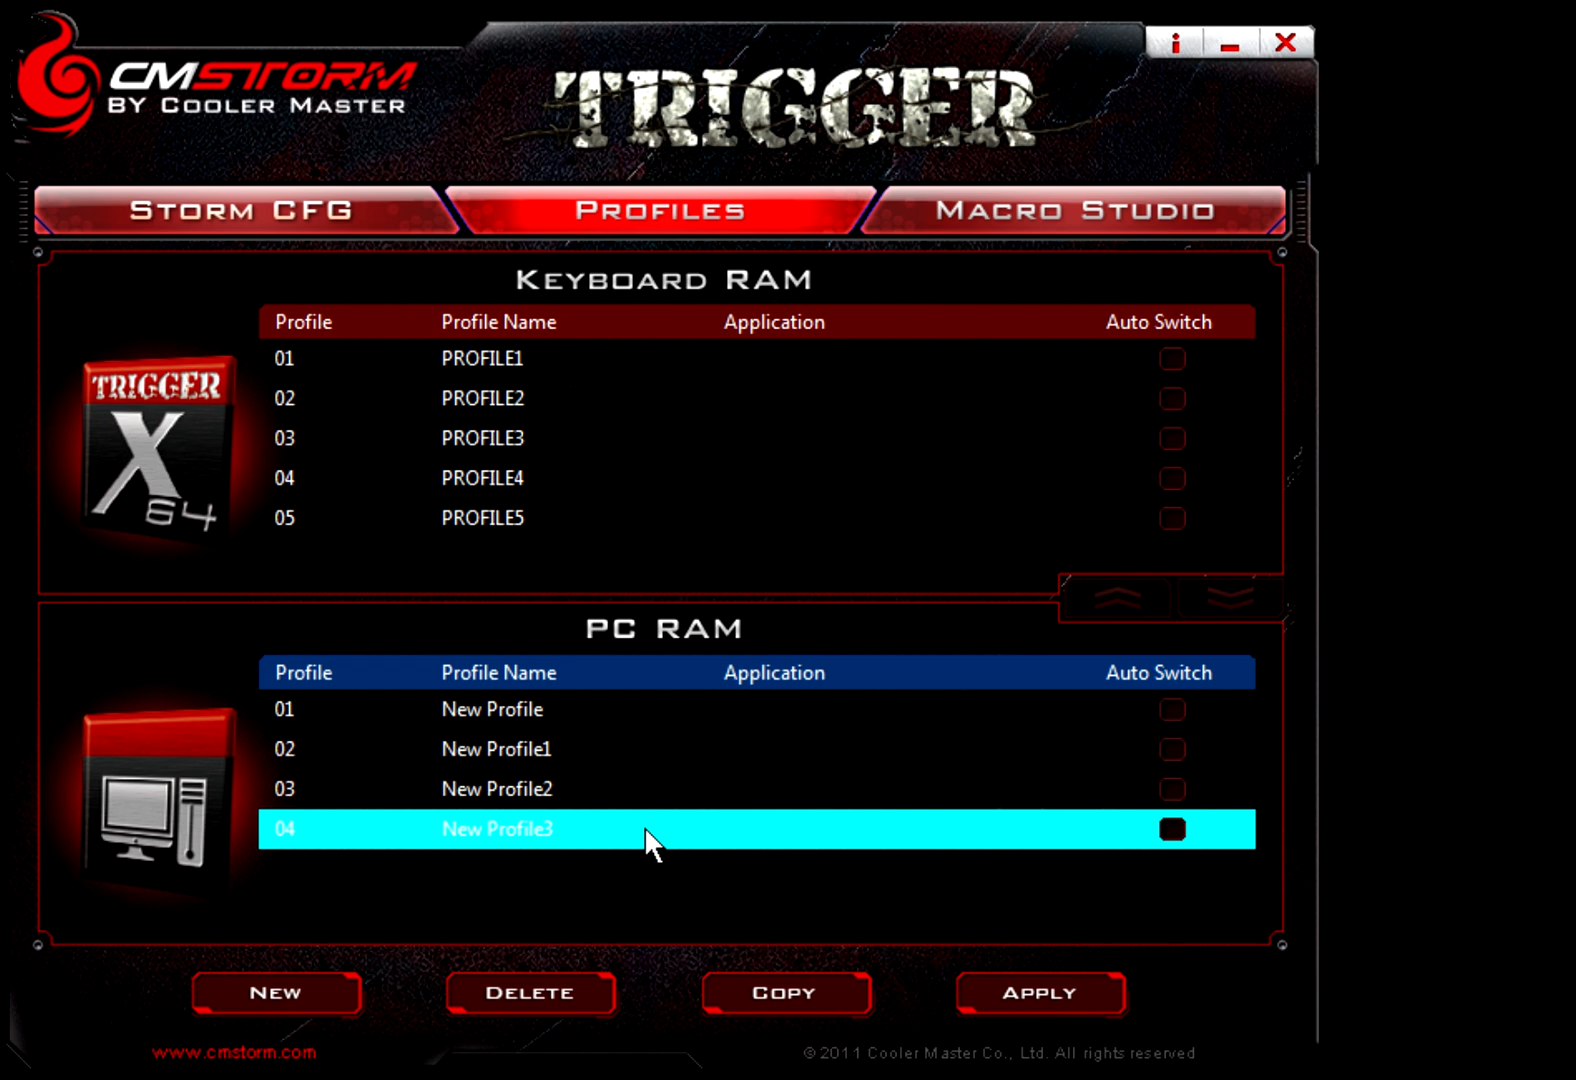 CMSTORM
BY COOLER MASTER
TRIGGER
i
STORM CFG PROFILES MACRO STUDIO
KEYBOARD RAM
Profile Profile Name Application Auto Switch
01 PROFILE1
02 PROFILE2
03 PROFILE3
04 PROFILE4
05 PROFILE5
TRIGGER
X
64
PC RAM
Profile Profile Name Application Auto Switch
01 New Profile
02 New Profile1
03 New Profile2
04 New Profile3
NEW DELETE COPY APPLY
www.cmstorm.com © 2011 Cooler Master Co., Ltd. All rights reserved